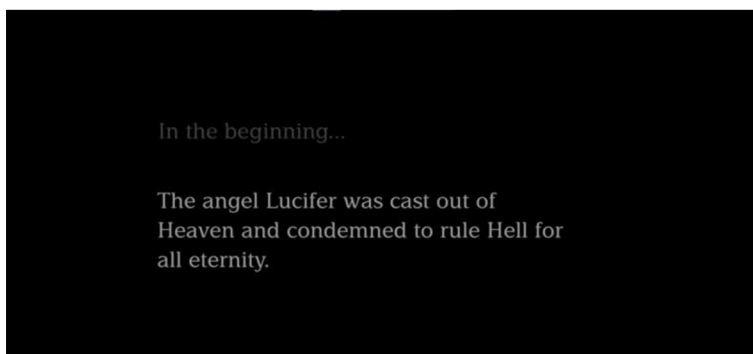 In the beginning...
The angel Lucifer was cast out of
Heaven and condemned to rule Hell for
all eternity.